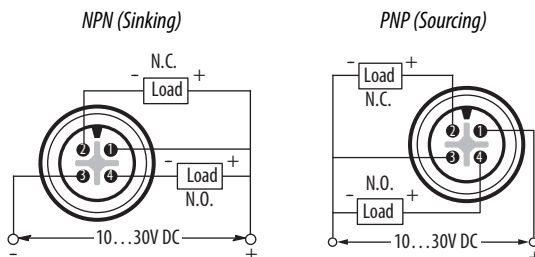 NPN (Sinking)
N.C.
- Load +
2 1
3 4
- Load +
N.O.
10...30V DC
- +
PNP (Sourcing)
- Load +
N.C.
2 1
3 4
N.O.
- Load +
10...30V DC
- +